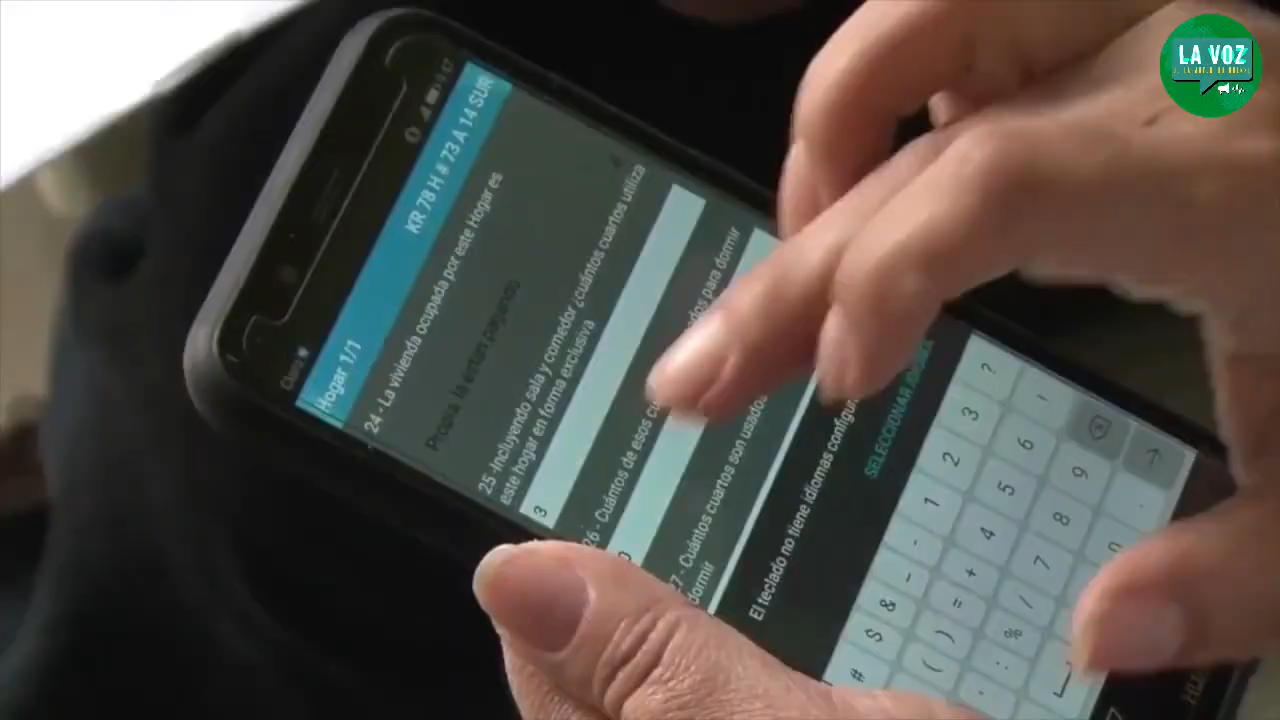 LA VOZ
Claro
Hogar 1/1
KR 78 H # 73 A 14 SUR
24 - La vivienda ocupada por este Hogar es
Propia, la están pagando
25 -Incluyendo sala y comedor ¿cuántos cuartos utiliza
este hogar en forma exclusiva
3
26 - Cuántos de esos
para dormir
27 - Cuántos cuartos son usados
dormir
El teclado no tiene idiomas
SELECCIONAR
1 2 3 ?
- 4 5 6 !
_ + 7 8 9
& = / 0 .
$ ) %
# ( :